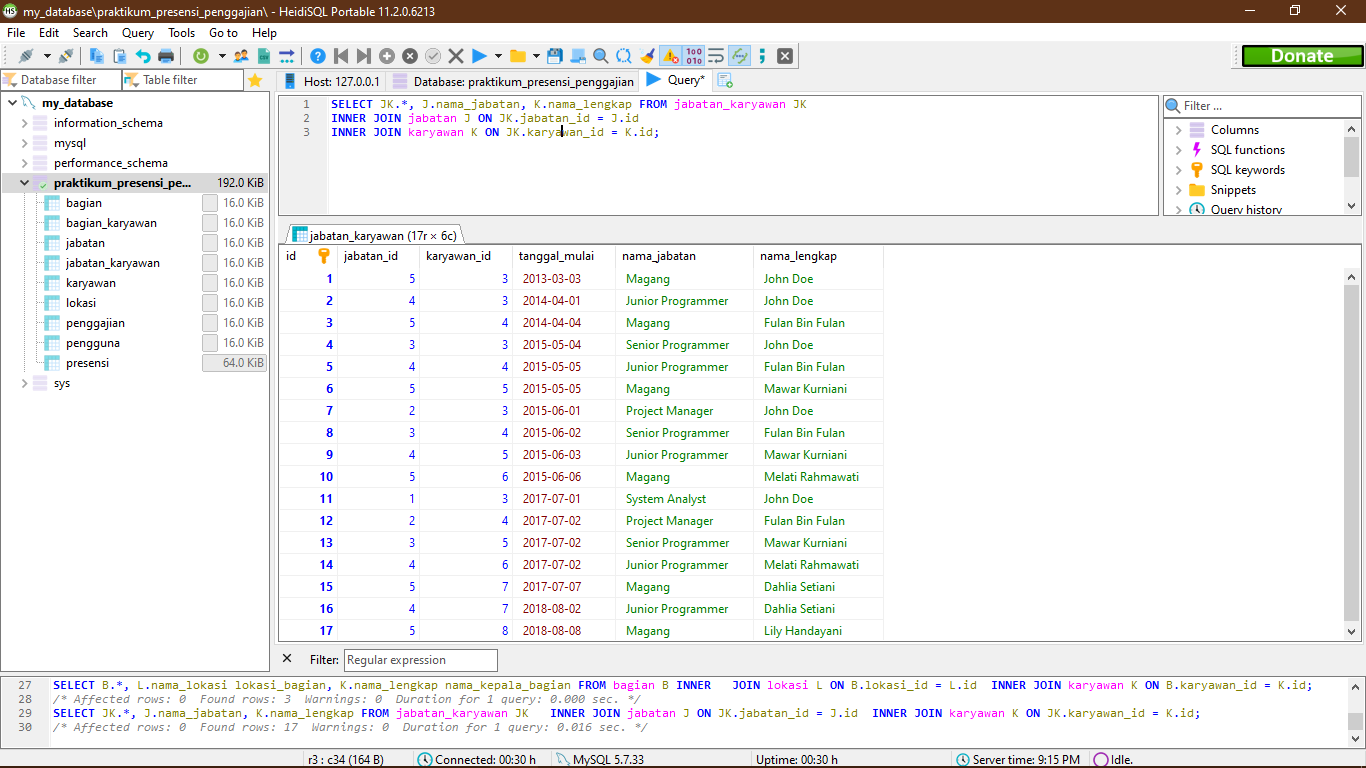 my_database\praktikum_presensi_penggajian\ - HeidiSQL Portable 11.2.0.6213
File Edit Search Query Tools Go to Help
Donate
Database filter Table filter
Host: 127.0.0.1 Database: praktikum_presensi_penggajian Query*
my_database
information_schema
mysql
performance_schema
praktikum_presensi_pe... 192.0 KiB
bagian 16.0 KiB
bagian_karyawan 16.0 KiB
jabatan 16.0 KiB
jabatan_karyawan 16.0 KiB
karyawan 16.0 KiB
lokasi 16.0 KiB
penggajian 16.0 KiB
pengguna 16.0 KiB
presensi 64.0 KiB
sys
1 SELECT JK.*, J.nama_jabatan, K.nama_lengkap FROM jabatan_karyawan JK
2 INNER JOIN jabatan J ON JK.jabatan_id = J.id
3 INNER JOIN karyawan K ON JK.karyawan_id = K.id;
Filter ...
Columns
SQL functions
SQL keywords
Snippets
Query history
jabatan_karyawan (17r × 6c)
id jabatan_id karyawan_id tanggal_mulai nama_jabatan nama_lengkap
1 5 3 2013-03-03 Magang John Doe
2 4 3 2014-04-01 Junior Programmer John Doe
3 5 4 2014-04-04 Magang Fulan Bin Fulan
4 3 3 2015-05-04 Senior Programmer John Doe
5 4 4 2015-05-05 Junior Programmer Fulan Bin Fulan
6 5 5 2015-05-05 Magang Mawar Kurniani
7 2 3 2015-06-01 Project Manager John Doe
8 3 4 2015-06-02 Senior Programmer Fulan Bin Fulan
9 4 5 2015-06-03 Junior Programmer Mawar Kurniani
10 5 6 2015-06-06 Magang Melati Rahmawati
11 1 3 2017-07-01 System Analyst John Doe
12 2 4 2017-07-02 Project Manager Fulan Bin Fulan
13 3 5 2017-07-02 Senior Programmer Mawar Kurniani
14 4 6 2017-07-02 Junior Programmer Melati Rahmawati
15 5 7 2017-07-07 Magang Dahlia Setiani
16 4 7 2018-08-02 Junior Programmer Dahlia Setiani
17 5 8 2018-08-08 Magang Lily Handayani
Filter: Regular expression
27 SELECT B.*, L.nama_lokasi lokasi_bagian, K.nama_lengkap nama_kepala_bagian FROM bagian B INNER JOIN lokasi L ON B.lokasi_id = L.id INNER JOIN karyawan K ON B.karyawan_id = K.id;
28 /* Affected rows: 0 Found rows: 3 Warnings: 0 Duration for 1 query: 0.000 sec. */
29 SELECT JK.*, J.nama_jabatan, K.nama_lengkap FROM jabatan_karyawan JK INNER JOIN jabatan J ON JK.jabatan_id = J.id INNER JOIN karyawan K ON JK.karyawan_id = K.id;
30 /* Affected rows: 0 Found rows: 17 Warnings: 0 Duration for 1 query: 0.016 sec. */
r3 : c34 (164 B) Connected: 00:30 h MySQL 5.7.33 Uptime: 00:30 h Server time: 9:15 PM Idle.